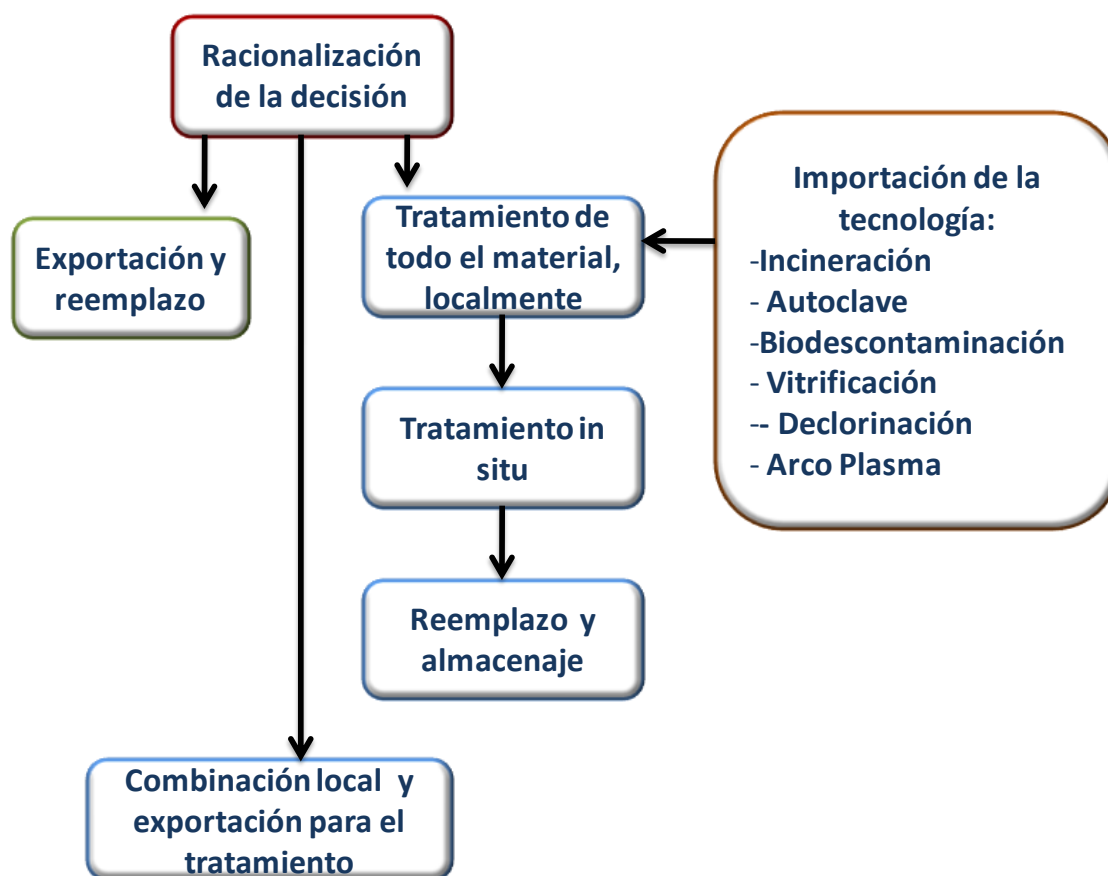 Racionalización
de la decisión
Exportación y
reemplazo
Tratamiento de
todo el material,
localmente
Importación de la
tecnología:
-Incineración
- Autoclave
-Biodescontaminación
- Vitrificación
-- Declorinación
- Arco Plasma
Tratamiento in
situ
Reemplazo y
almacenaje
Combinación local y
exportación para el
tratamiento